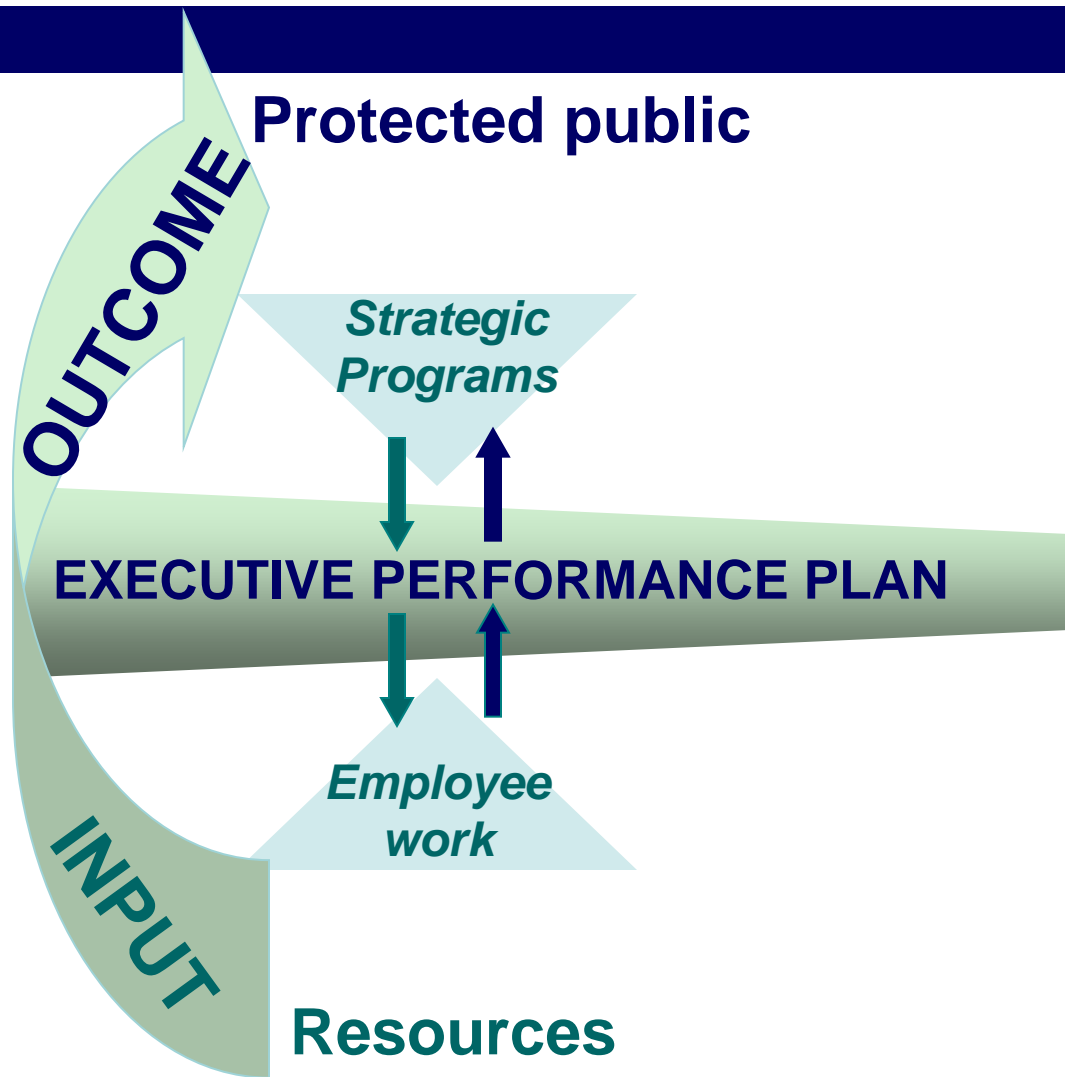 Protected public
OUTCOME
Strategic
Programs
EXECUTIVE PERFORMANCE PLAN
Employee
work
INPUT
Resources